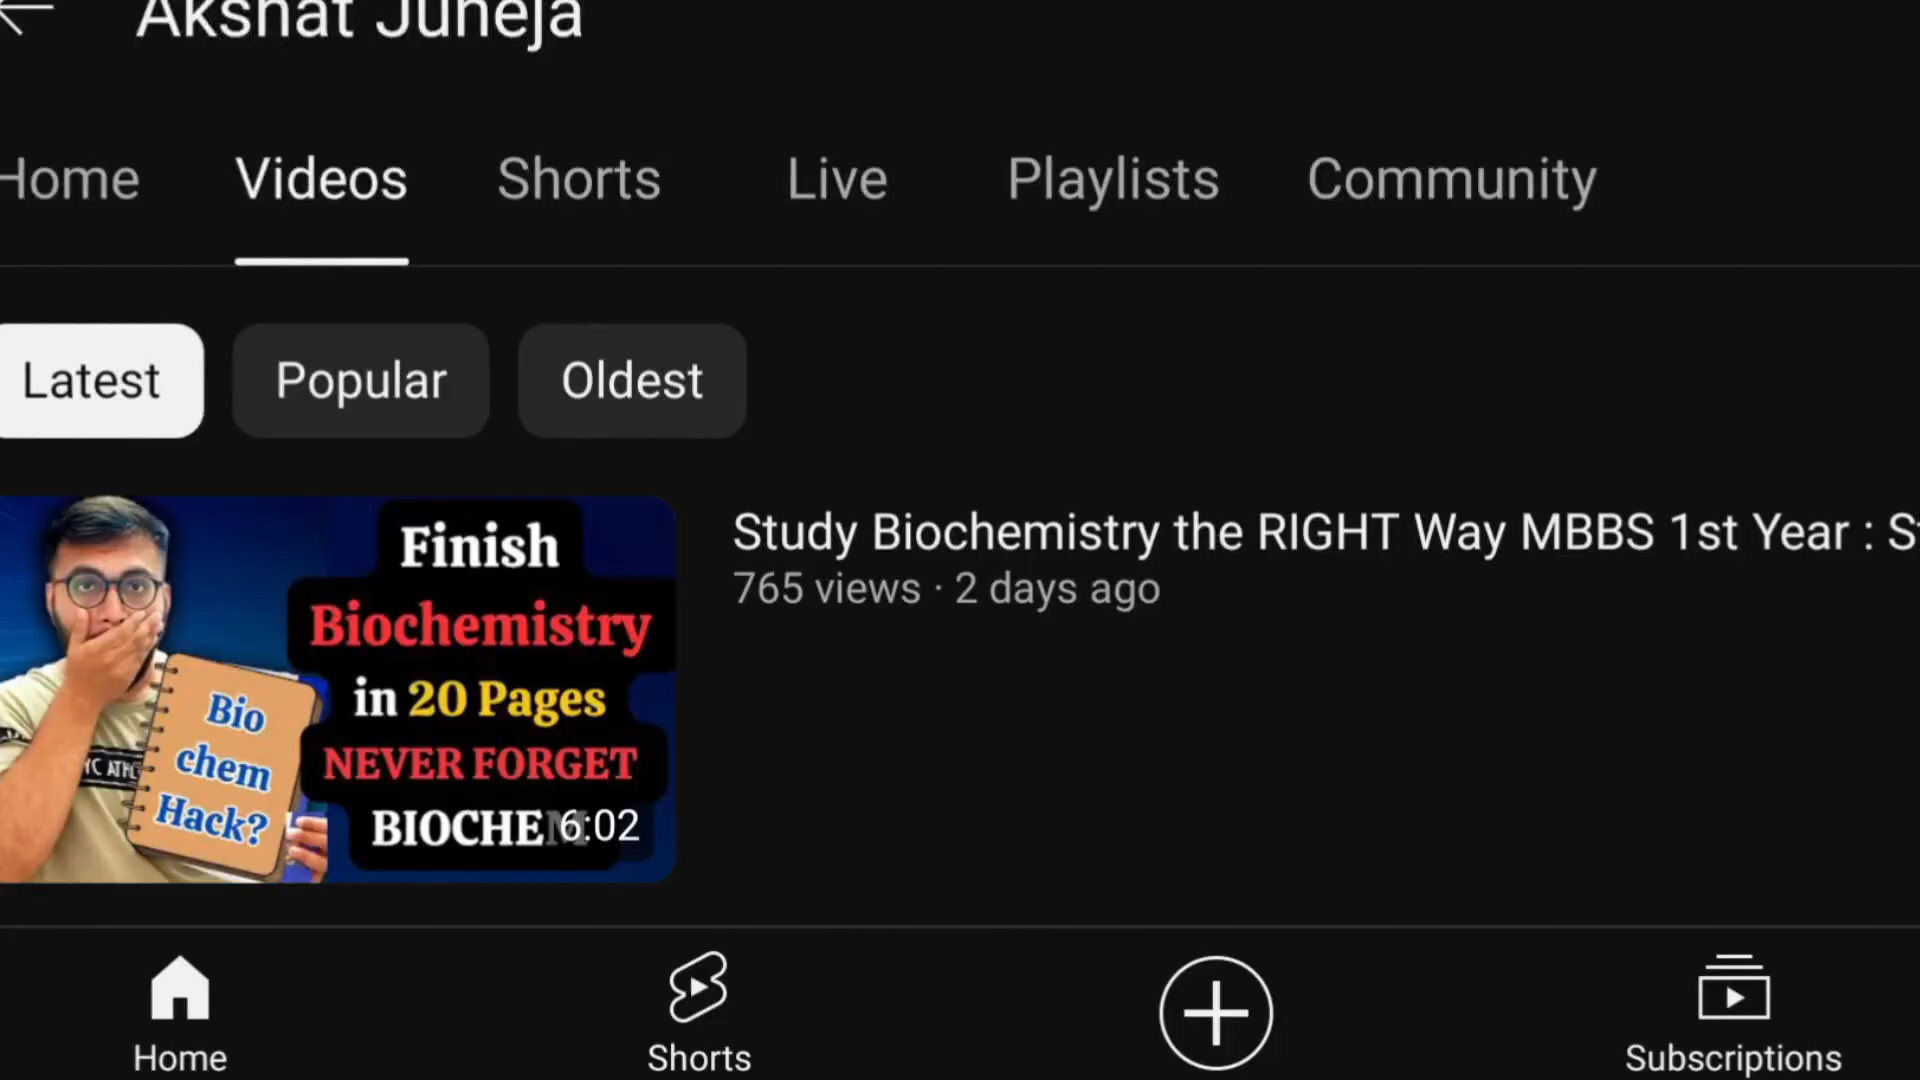 Akshat Juneja
Home Videos Shorts Live Playlists Community
Latest Popular Oldest
Finish
Biochemistry
in 20 Pages
NEVER FORGET
BIOCHEM 6:02
Bio
chem
Hack?
Study Biochemistry the RIGHT Way MBBS 1st Year :
765 views · 2 days ago
Home Shorts Subscriptions